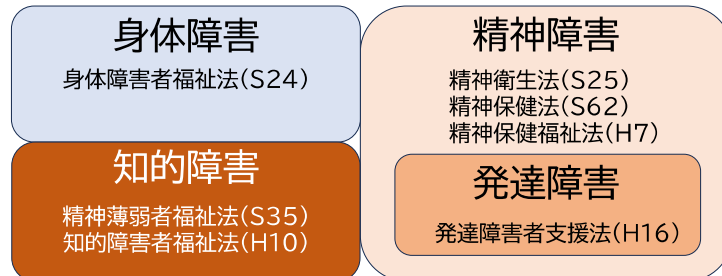 身体障害
身体障害者福祉法(S24)
知的障害
精神薄弱者福祉法(S35)
知的障害者福祉法(H10)
精神障害
精神衛生法(S25)
精神保健法(S62)
精神保健福祉法(H7)
発達障害
発達障害者支援法(H16)